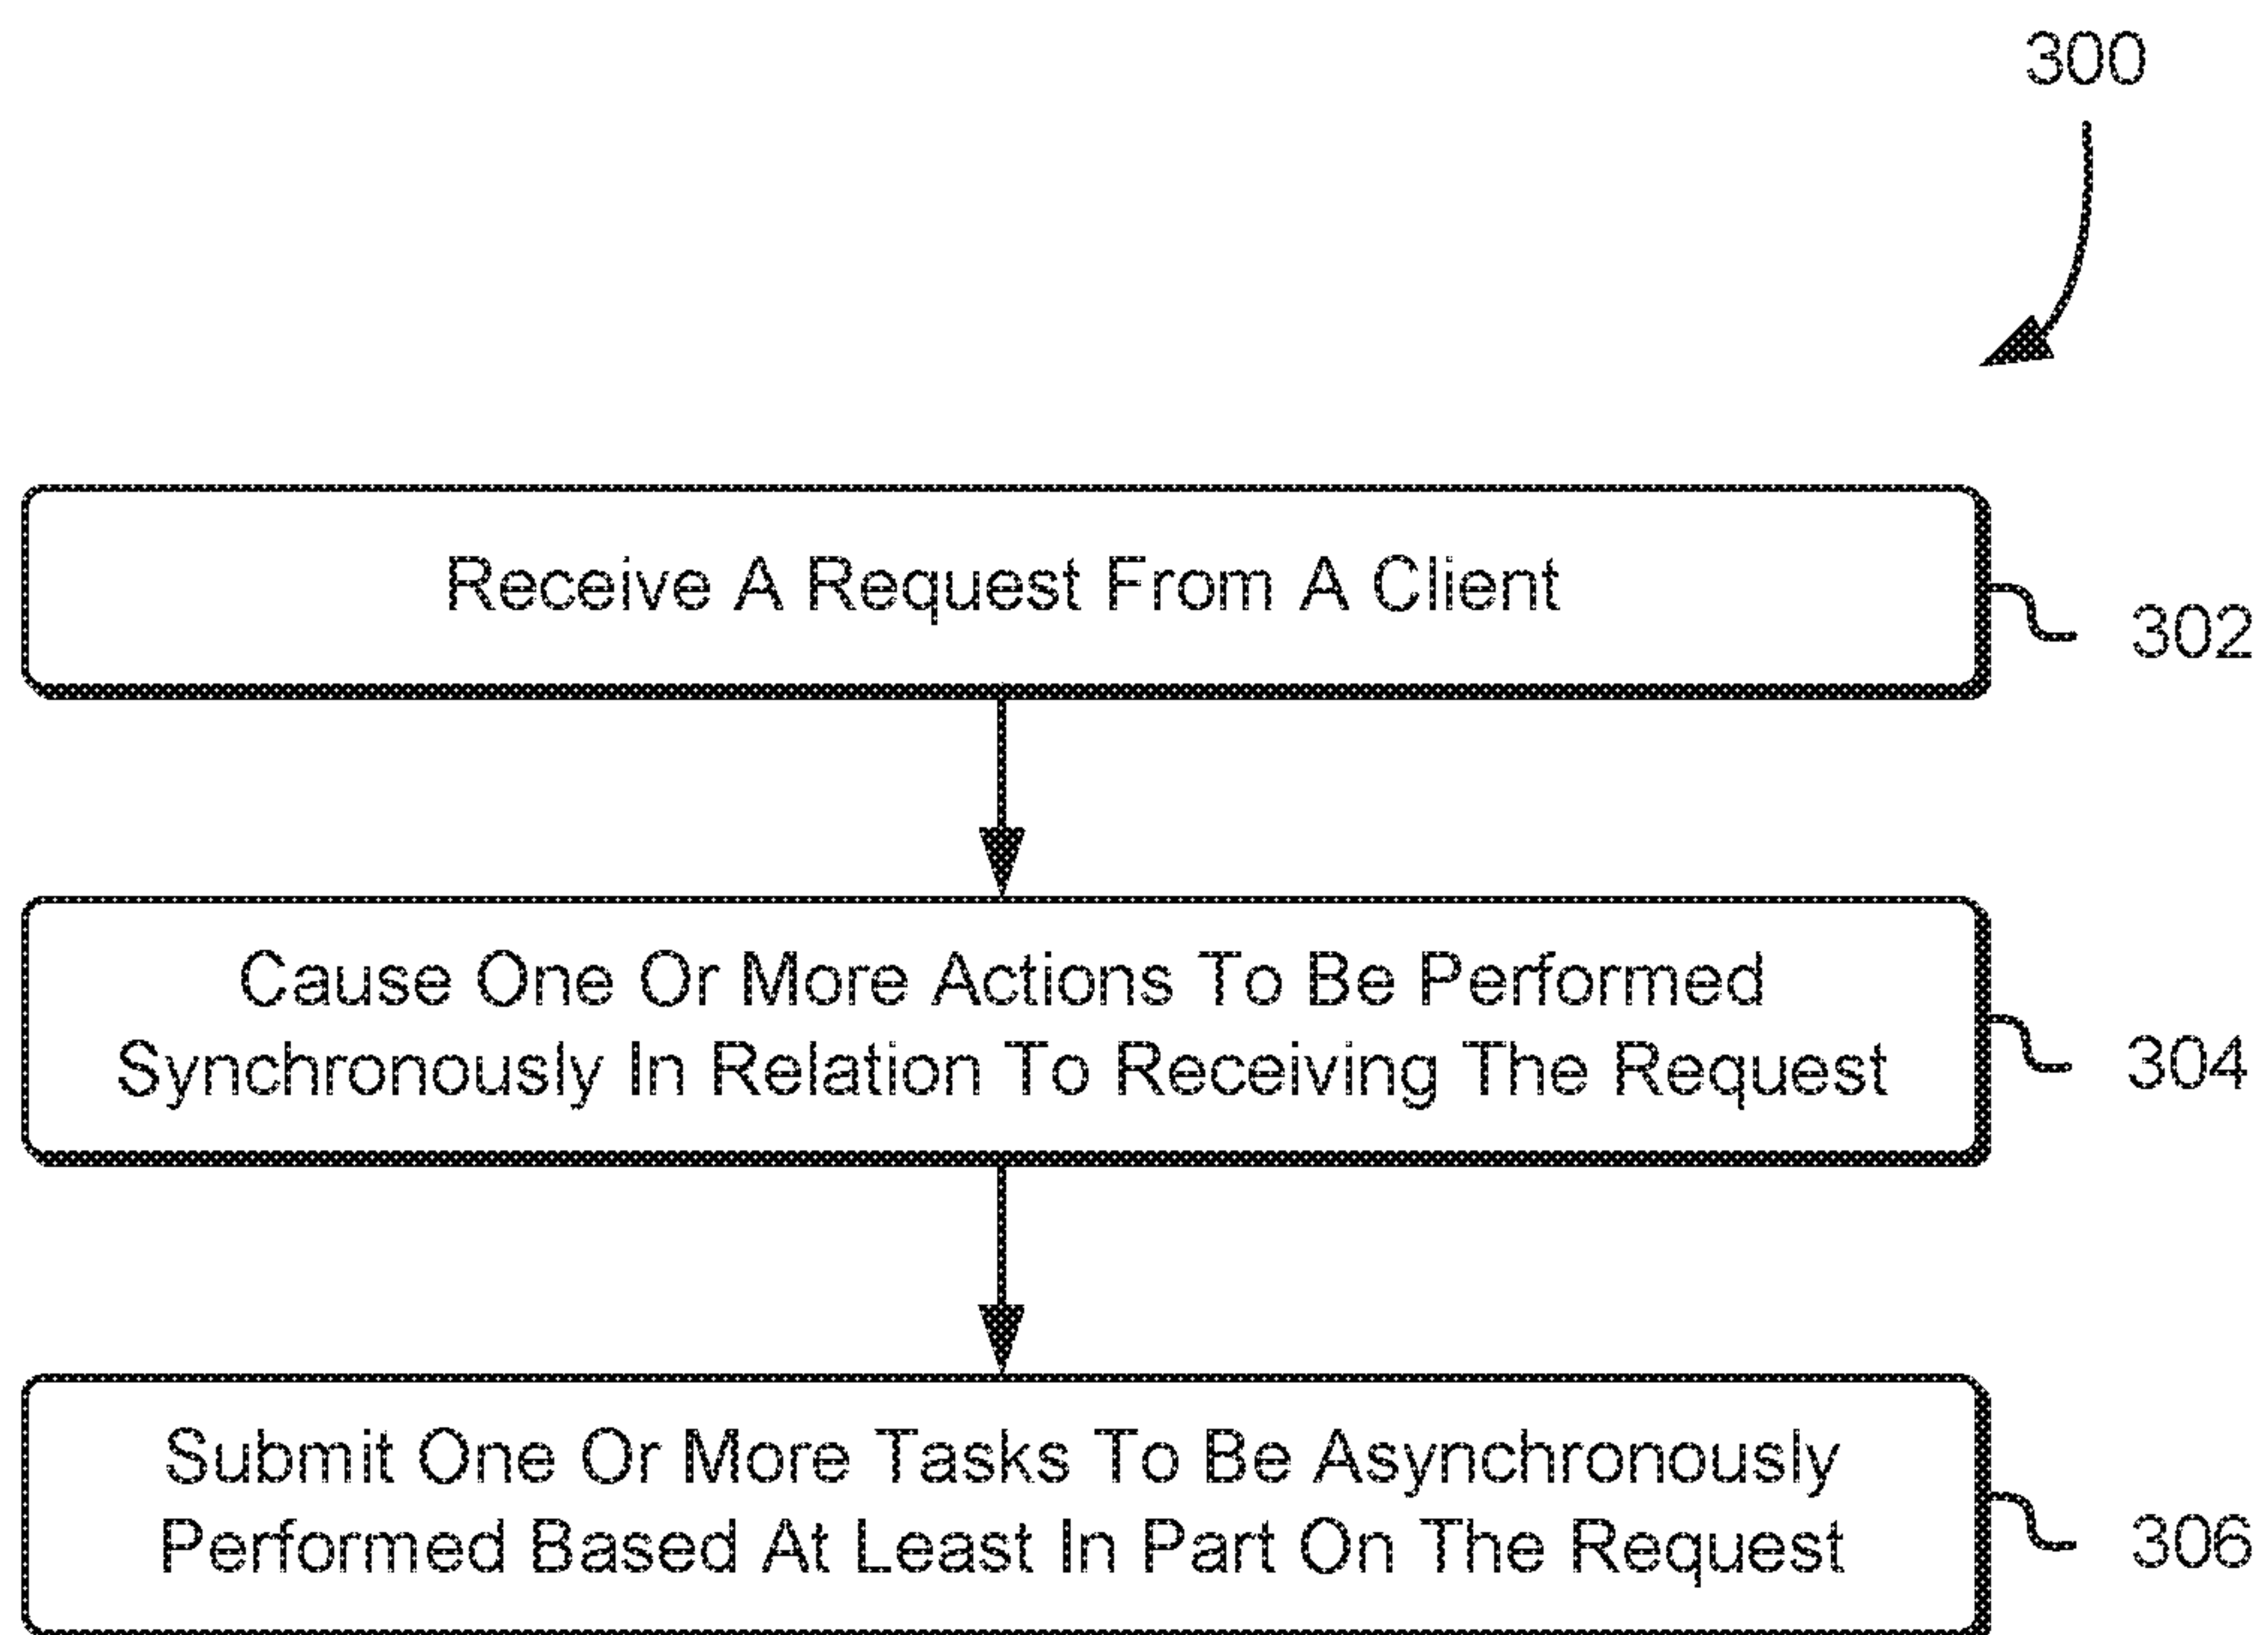 300
Receive A Request From A Client
302
Cause One Or More Actions To Be Performed
Synchronously In Relation To Receiving The Request
304
Submit One Or More Tasks To Be Asynchronously
Performed Based At Least In Part On The Request
306